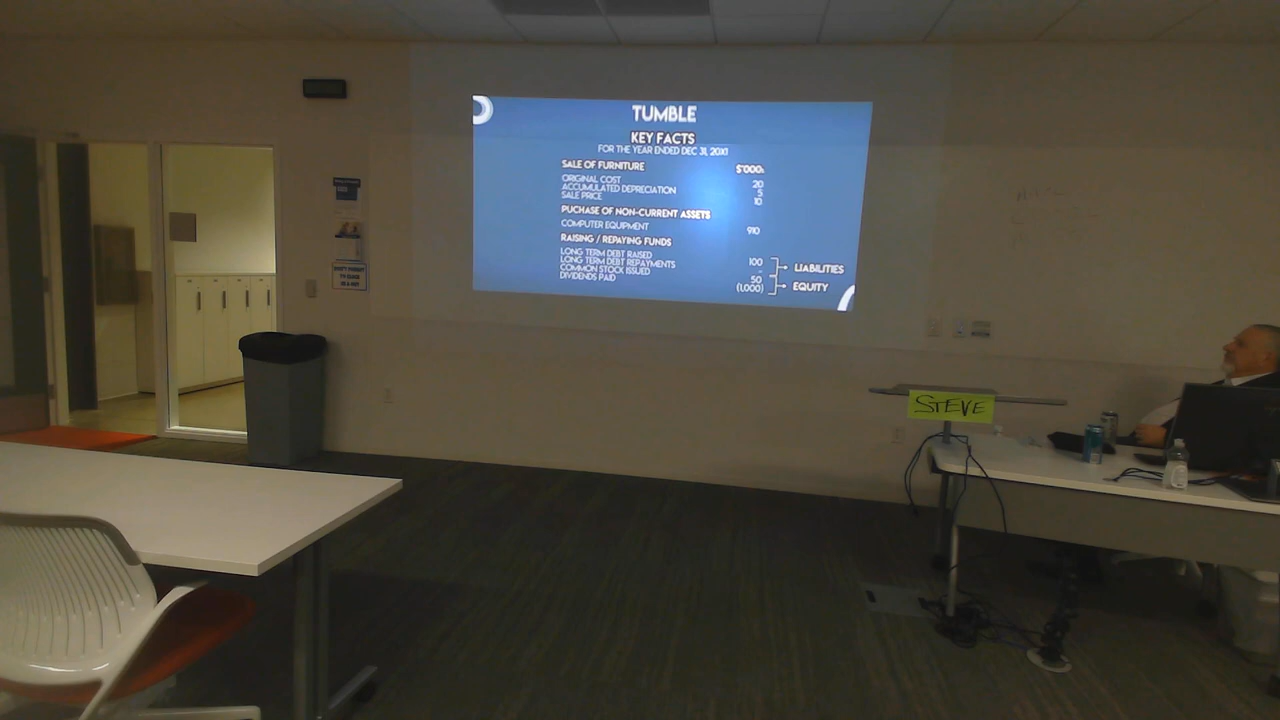 TUMBLE
KEY FACTS
FOR THE YEAR ENDED DEC 31, 20X1
SALE OF FURNITURE $'000s
ORIGINAL COST 20
ACCUMULATED DEPRECIATION 5
SALE PRICE 10
PUCHASE OF NON-CURRENT ASSETS
COMPUTER EQUIPMENT 910
RAISING / REPAYING FUNDS
LONG TERM DEBT RAISED 100
LONG TERM DEBT REPAYMENTS -
LIABILITIES
COMMON STOCK ISSUED 50
DIVIDENDS PAID (1,000)
EQUITY
STEVE